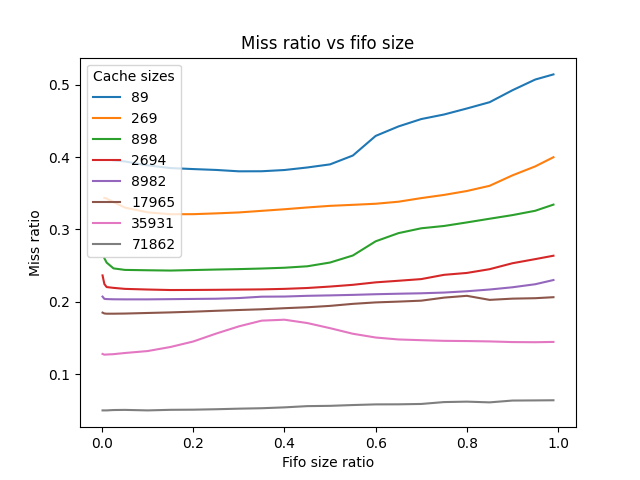 Miss ratio vs fifo size
Cache sizes
89
269
898
2694
8982
17965
35931
71862
0.5
0.4
0.3
0.2
0.1
Miss ratio
0.0 0.2 0.4 0.6 0.8 1.0
Fifo size ratio